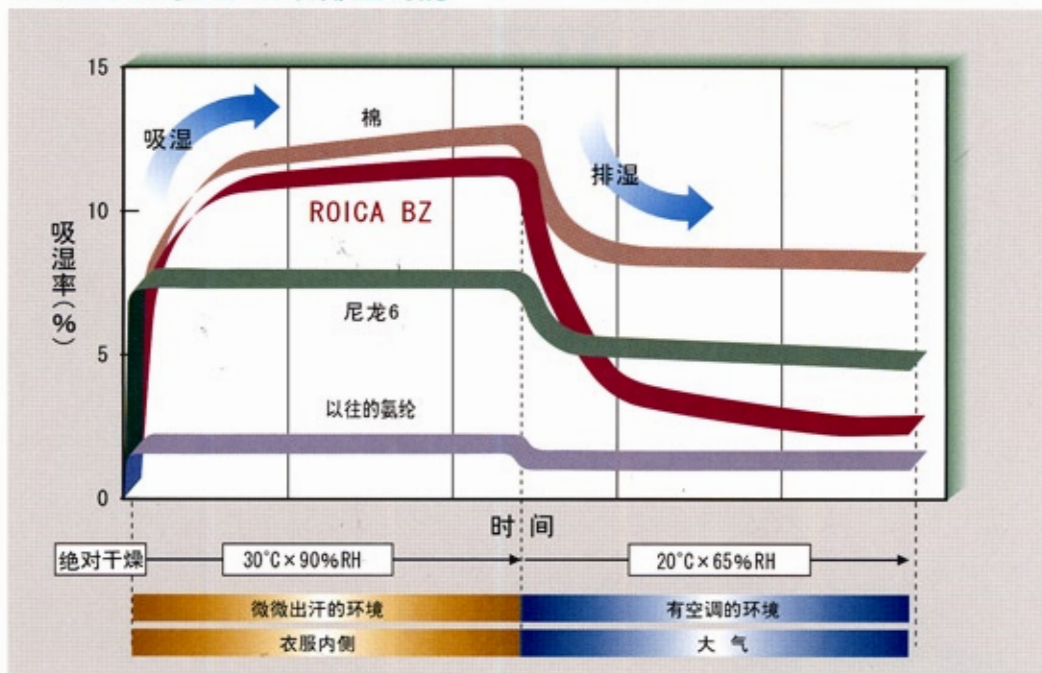 15
吸湿
棉
排湿
10
ROICA BZ
吸湿率(%)
尼龙6
5
以往的氨纶
0
时 间
绝对干燥
30°C×90%RH
20°C×65%RH
微微出汗的环境
有空调的环境
衣服内侧
大 气